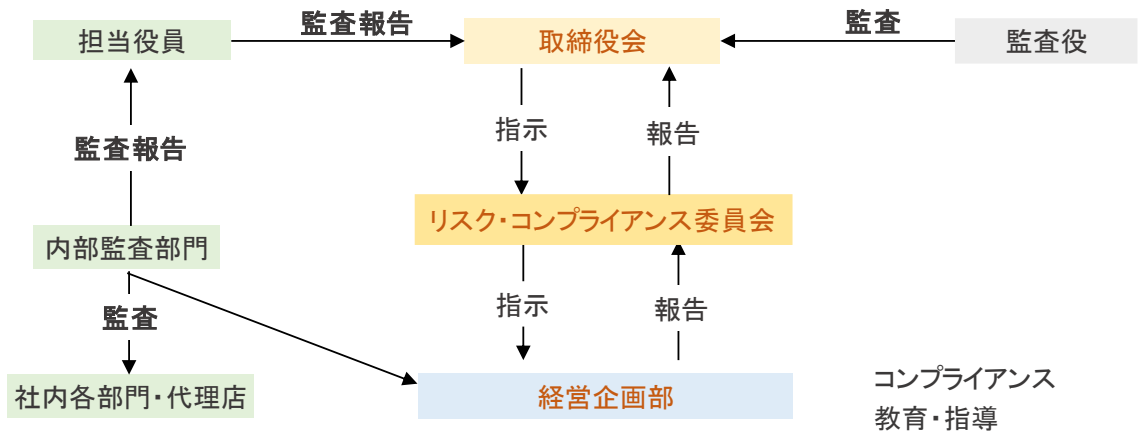 監査報告
監査
担当役員
取締役会
監査役
指示
報告
監査報告
リスク・コンプライアンス委員会
内部監査部門
指示
報告
監査
社内各部門・代理店
経営企画部
コンプライアンス
教育・指導